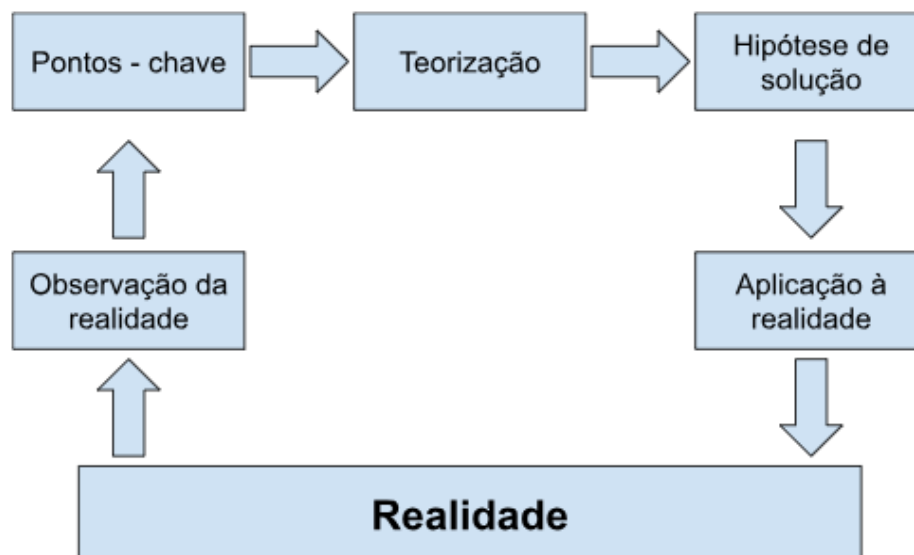 Pontos - chave
Teorização
Hipótese de
solução
Observação da
realidade
Aplicação à
realidade
Realidade